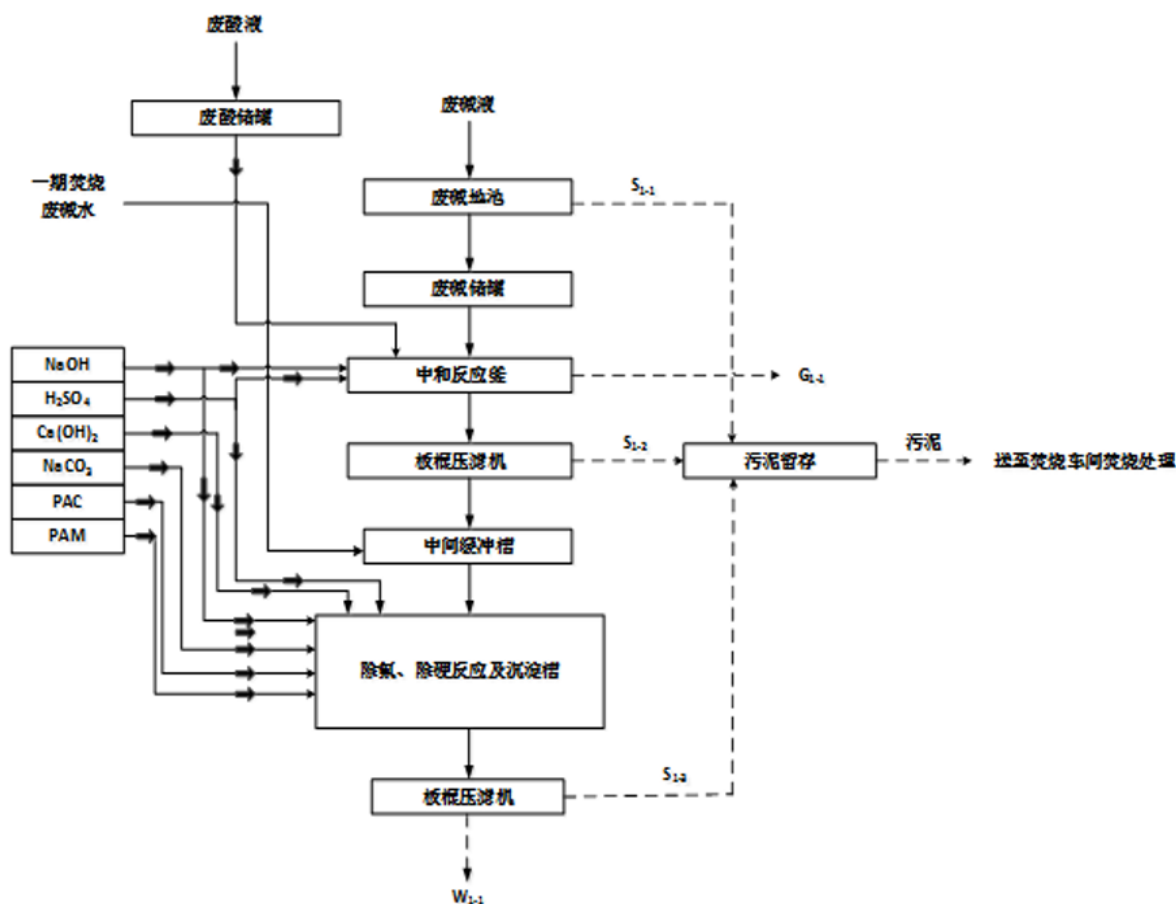 废酸液
废酸储罐
废碱液
一期焚烧
废碱水
废碱地池
S₁₋₁
废碱储罐
NaOH
H₂SO₄
Ca(OH)₂
NaCO₃
PAC
PAM
中和反应釜
G₁₋₁
板框压滤机
S₁₋₂
污泥留存
污泥
送至焚烧车间焚烧处理
中间缓冲槽
除氟、除硬反应及沉淀槽
板框压滤机
S₁₋₃
W₁₋₁